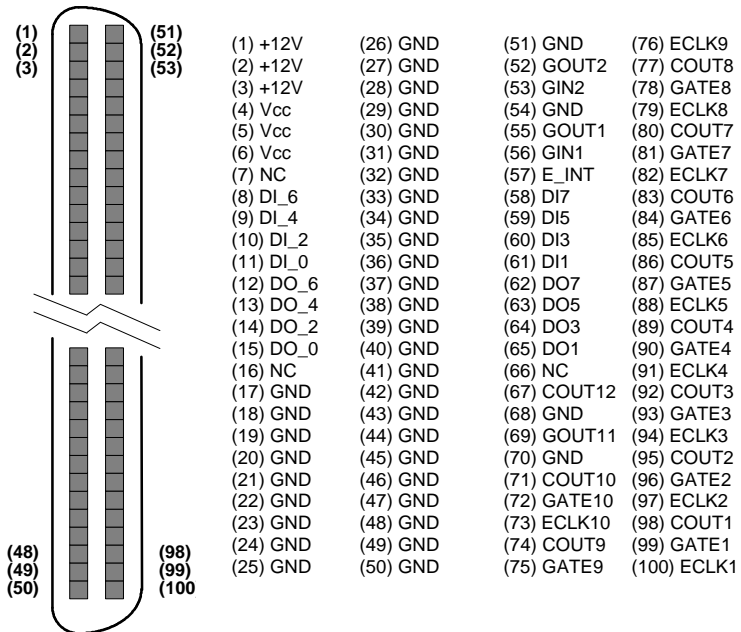 (1) (51)
(2) (52)
(3) (53)
(1) +12V (26) GND (51) GND (76) ECLK9
(2) +12V (27) GND (52) GOUT2 (77) COUT8
(3) +12V (28) GND (53) GIN2 (78) GATE8
(4) Vcc (29) GND (54) GND (79) ECLK8
(5) Vcc (30) GND (55) GOUT1 (80) COUT7
(6) Vcc (31) GND (56) GIN1 (81) GATE7
(7) NC (32) GND (57) E_INT (82) ECLK7
(8) DI_6 (33) GND (58) DI7 (83) COUT6
(9) DI_4 (34) GND (59) DI5 (84) GATE6
(10) DI_2 (35) GND (60) DI3 (85) ECLK6
(11) DI_0 (36) GND (61) DI1 (86) COUT5
(12) DO_6 (37) GND (62) DO7 (87) GATE5
(13) DO_4 (38) GND (63) DO5 (88) ECLK5
(14) DO_2 (39) GND (64) DO3 (89) COUT4
(15) DO_0 (40) GND (65) DO1 (90) GATE4
(16) NC (41) GND (66) NC (91) ECLK4
(17) GND (42) GND (67) COUT12 (92) COUT3
(18) GND (43) GND (68) GND (93) GATE3
(19) GND (44) GND (69) GOUT11 (94) ECLK3
(20) GND (45) GND (70) GND (95) COUT2
(21) GND (46) GND (71) COUT10 (96) GATE2
(22) GND (47) GND (72) GATE10 (97) ECLK2
(23) GND (48) GND (73) ECLK10 (98) COUT1
(24) GND (49) GND (74) COUT9 (99) GATE1
(25) GND (50) GND (75) GATE9 (100) ECLK1
(48) (98)
(49) (99)
(50) (100